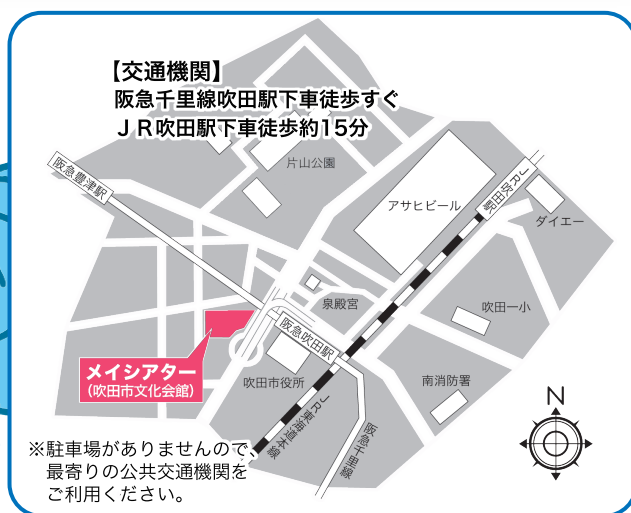 【交通機関】
阪急千里線吹田駅下車徒歩すぐ
ＪＲ吹田駅下車徒歩約15分
片山公園
阪急豊津駅
アサヒビール
ＪＲ吹田駅
ダイエー
泉殿宮
吹田一小
阪急吹田駅
メイシアター
（吹田市文化会館）
吹田市役所
南消防署
ＪＲ東海道本線
阪急千里線
N
※駐車場がありませんので、
最寄りの公共交通機関を
ご利用ください。